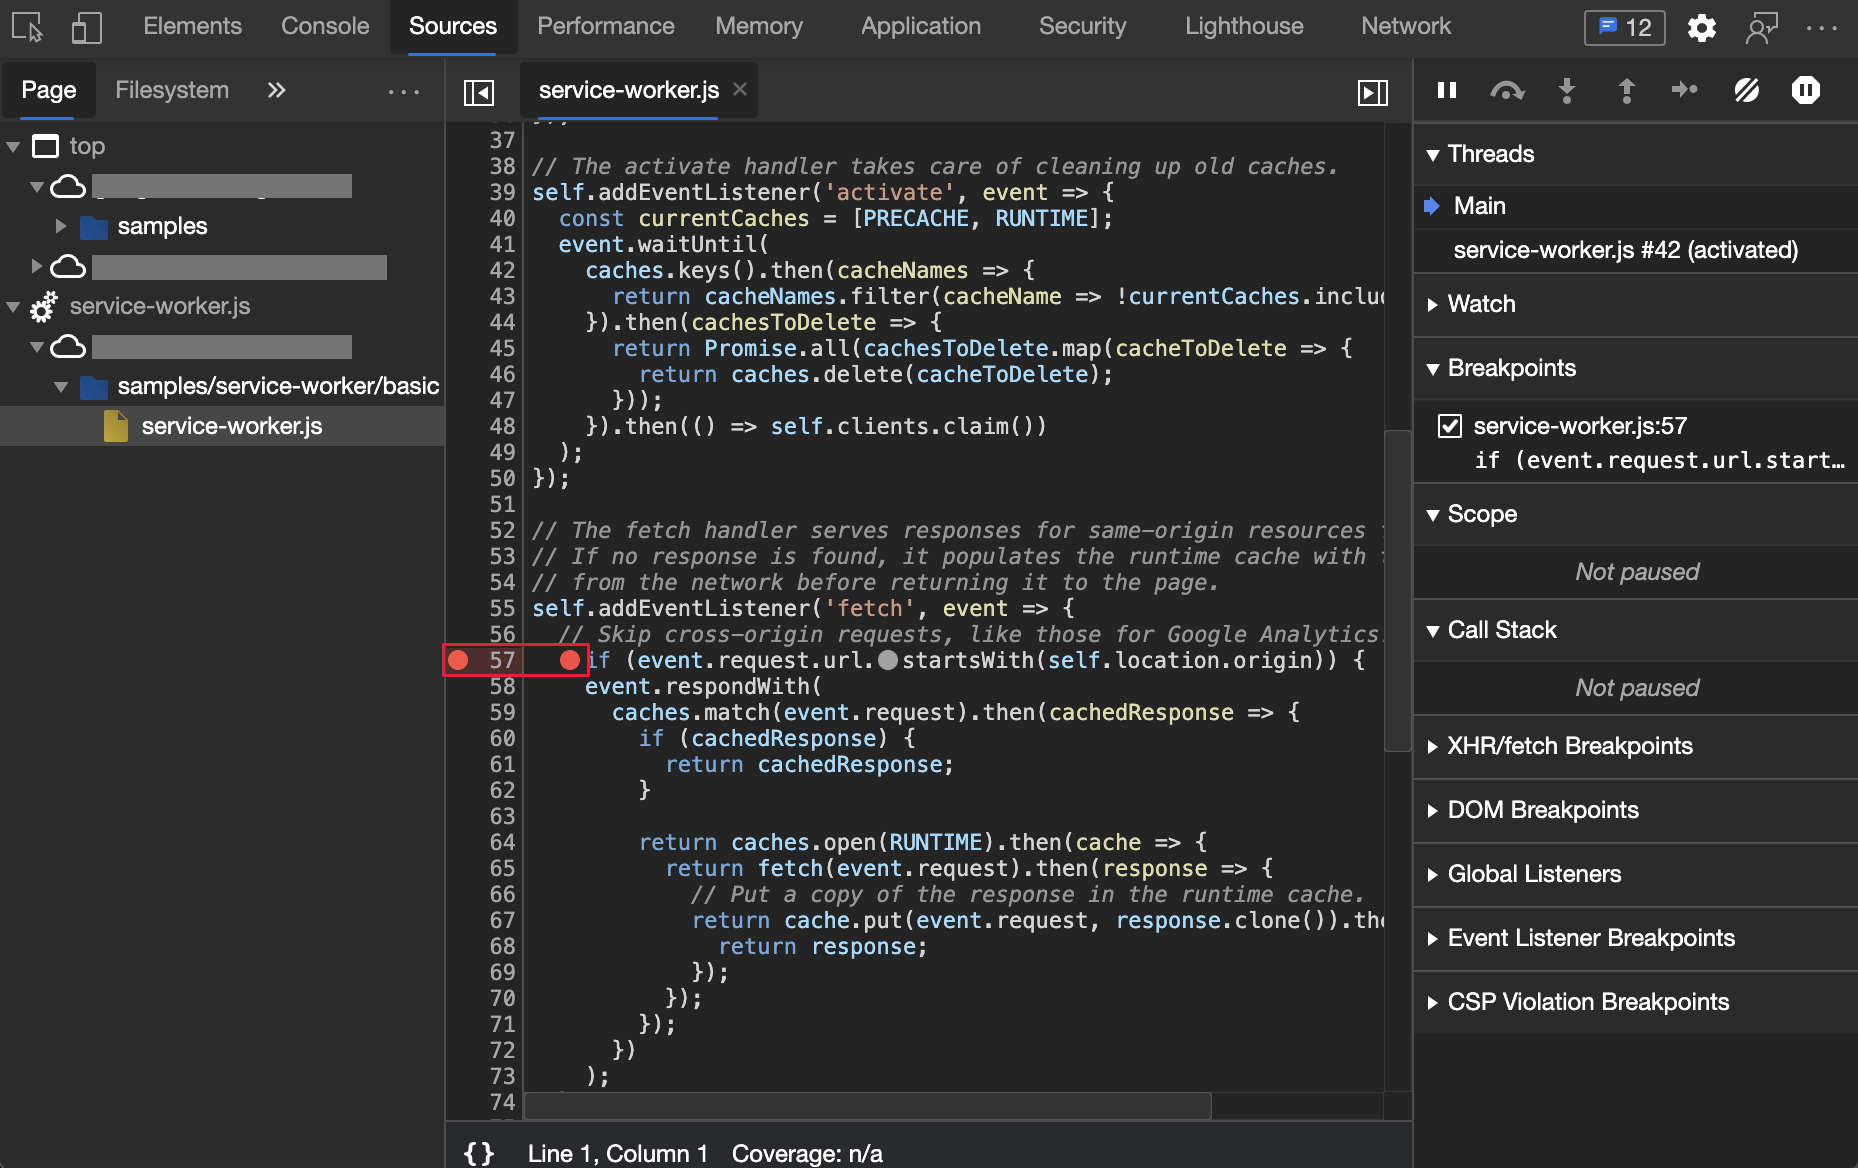 Elements Console Sources Performance Memory Application Security Lighthouse Network 12
Page Filesystem
top
samples
service-worker.js
samples/service-worker/basic
service-worker.js
service-worker.js
37
38 // The activate handler takes care of cleaning up old caches.
39 self.addEventListener('activate', event => {
40 const currentCaches = [PRECACHE, RUNTIME];
41 event.waitUntil(
42 caches.keys().then(cacheNames => {
43 return cacheNames.filter(cacheName => !currentCaches.inclu
44 }).then(cachesToDelete => {
45 return Promise.all(cachesToDelete.map(cacheToDelete => {
46 return caches.delete(cacheToDelete);
47 }));
48 }).then(() => self.clients.claim())
49 );
50 });
51
52 // The fetch handler serves responses for same-origin resources
53 // If no response is found, it populates the runtime cache with
54 // from the network before returning it to the page.
55 self.addEventListener('fetch', event => {
56 // Skip cross-origin requests, like those for Google Analytics.
57 if (event.request.url.startsWith(self.location.origin)) {
58 event.respondWith(
59 caches.match(event.request).then(cachedResponse => {
60 if (cachedResponse) {
61 return cachedResponse;
62 }
63
64 return caches.open(RUNTIME).then(cache => {
65 return fetch(event.request).then(response => {
66 // Put a copy of the response in the runtime cache.
67 return cache.put(event.request, response.clone()).the
68 return response;
69 });
70 });
71 });
72 })
73 );
74
{} Line 1, Column 1 Coverage: n/a
Threads
Main
service-worker.js #42 (activated)
Watch
Breakpoints
service-worker.js:57
if (event.request.url.start…
Scope
Not paused
Call Stack
Not paused
XHR/fetch Breakpoints
DOM Breakpoints
Global Listeners
Event Listener Breakpoints
CSP Violation Breakpoints